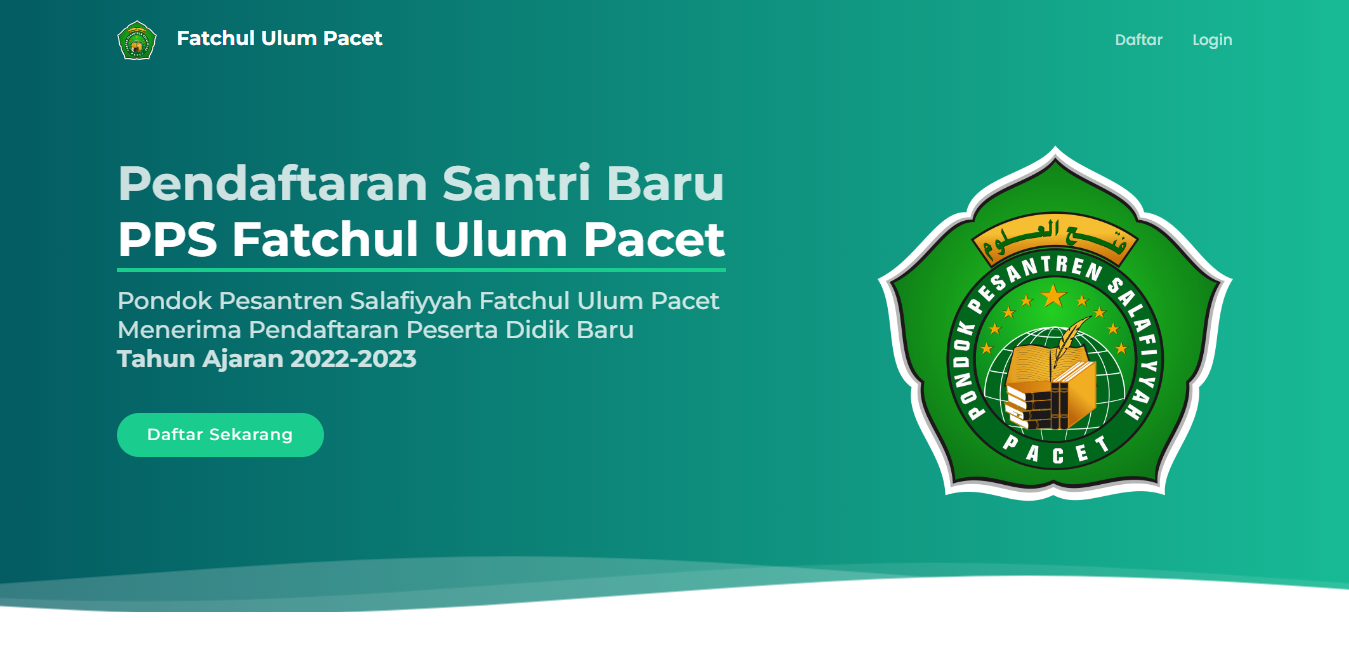 Fatchul Ulum Pacet
Daftar
Login
Pendaftaran Santri Baru
PPS Fatchul Ulum Pacet
Pondok Pesantren Salafiyyah Fatchul Ulum Pacet
Menerima Pendaftaran Peserta Didik Baru
Tahun Ajaran 2022-2023
Daftar Sekarang
فتح العلوم
PONDOK PESANTREN SALAFIYYAH
PACET